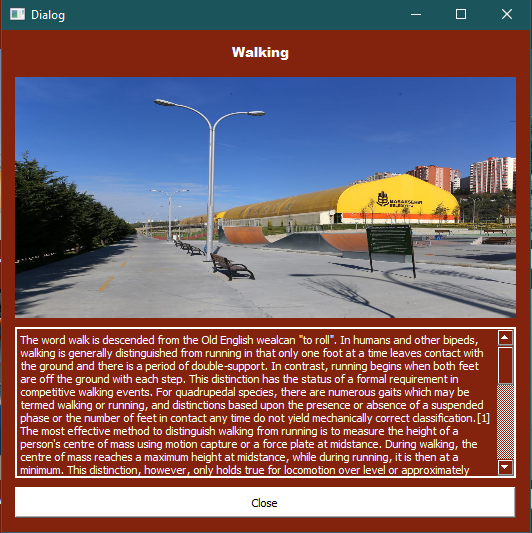 Dialog
Walking
BAŞAKŞEHİR
BELEDİYESİ
The word walk is descended from the Old English wealcan "to roll". In humans and other bipeds,
walking is generally distinguished from running in that only one foot at a time leaves contact with
the ground and there is a period of double-support. In contrast, running begins when both feet
are off the ground with each step. This distinction has the status of a formal requirement in
competitive walking events. For quadrupedal species, there are numerous gaits which may be
termed walking or running, and distinctions based upon the presence or absence of a suspended
phase or the number of feet in contact any time do not yield mechanically correct classification.[1]
The most effective method to distinguish walking from running is to measure the height of a
person's centre of mass using motion capture or a force plate at midstance. During walking, the
centre of mass reaches a maximum height at midstance, while during running, it is then at a
minimum. This distinction, however, only holds true for locomotion over level or approximately
Close